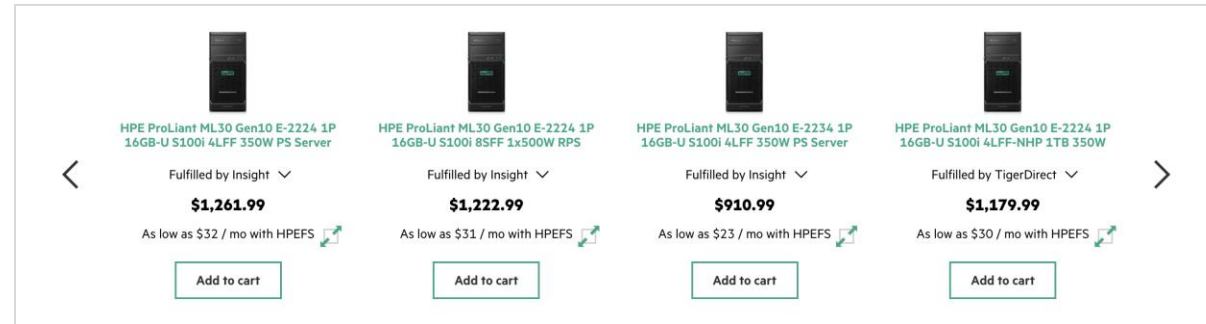 HPE ProLiant ML30 Gen10 E-2224 1P
16GB-U S100i 4LFF 350W PS Server
Fulfilled by Insight
$1,261.99
As low as $32 / mo with HPEFS
Add to cart
HPE ProLiant ML30 Gen10 E-2224 1P
16GB-U S100i 8SFF 1x500W RPS
Fulfilled by Insight
$1,222.99
As low as $31 / mo with HPEFS
Add to cart
HPE ProLiant ML30 Gen10 E-2234 1P
16GB-U S100i 4LFF 350W PS Server
Fulfilled by Insight
$910.99
As low as $23 / mo with HPEFS
Add to cart
HPE ProLiant ML30 Gen10 E-2224 1P
16GB-U S100i 4LFF-NHP 1TB 350W
Fulfilled by TigerDirect
$1,179.99
As low as $30 / mo with HPEFS
Add to cart